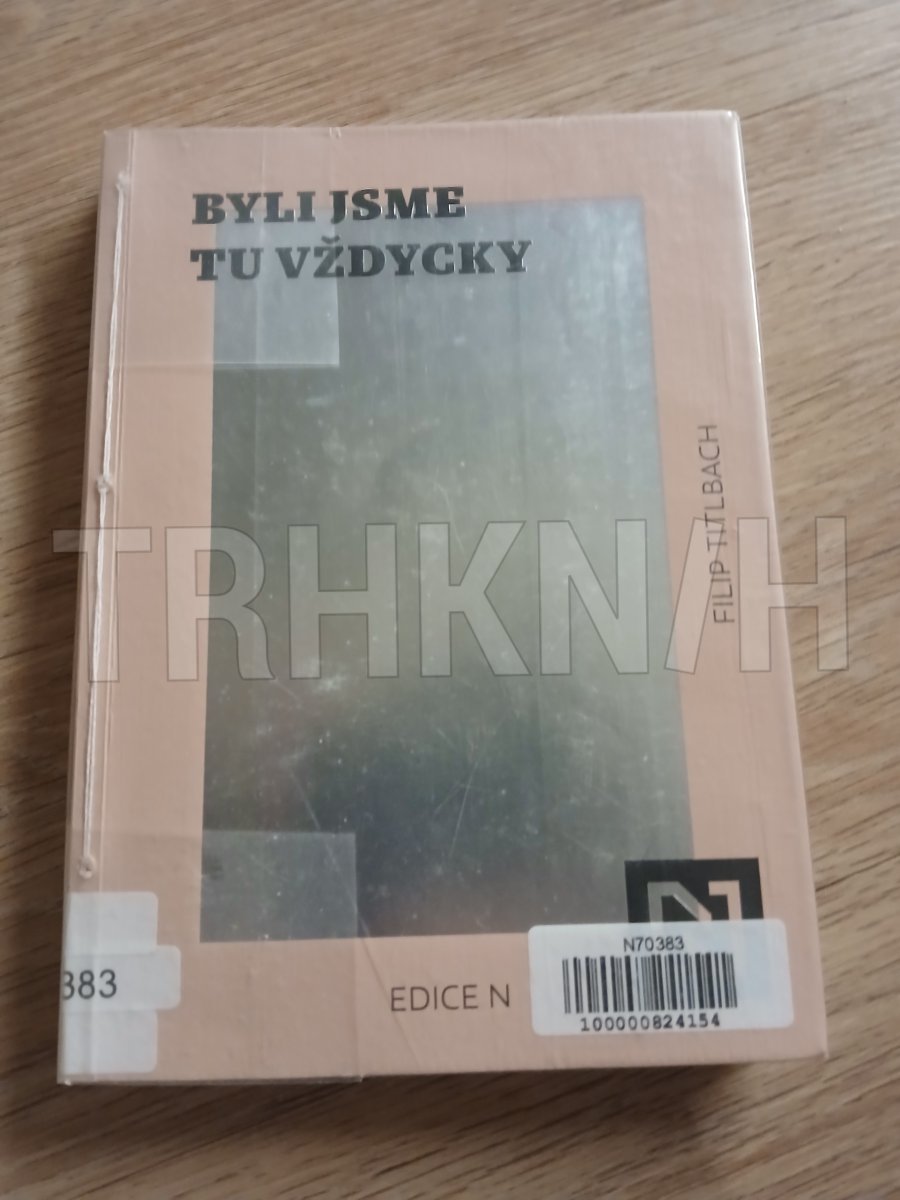 BYLI JSME
TU VŽDYCKY
FILIP TITLBACH
TRHKNIH
N
383
EDICE N
N70383
100000824154